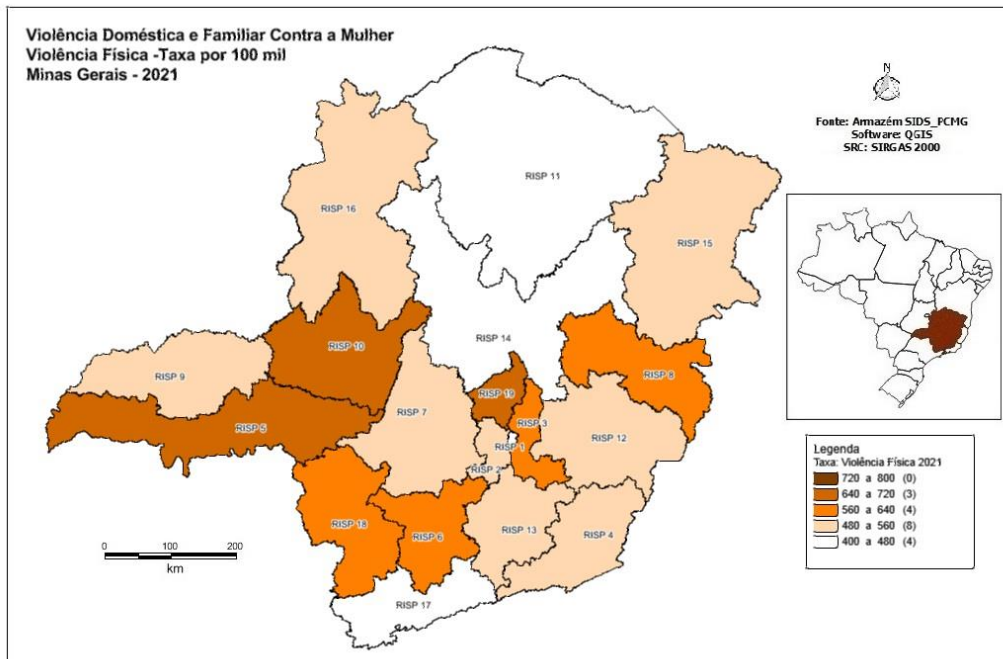 Violência Doméstica e Familiar Contra a Mulher
Violência Física -Taxa por 100 mil
Minas Gerais - 2021
N
Fonte: Armazém SIDS_PCMG
Software: QGIS
SRC: SIRGAS 2000
RISP 11
RISP 16
RISP 15
RISP 14
RISP 10
RISP 9
RISP 8
RISP 19
RISP 5
RISP 7
RISP 3
RISP 12
RISP 1
RISP 2
RISP 18
RISP 6
RISP 13
RISP 4
RISP 17
0 100 200
km
Legenda
Taxa: Violência Física 2021
720 a 800 (0)
640 a 720 (3)
560 a 640 (4)
480 a 560 (8)
400 a 480 (4)